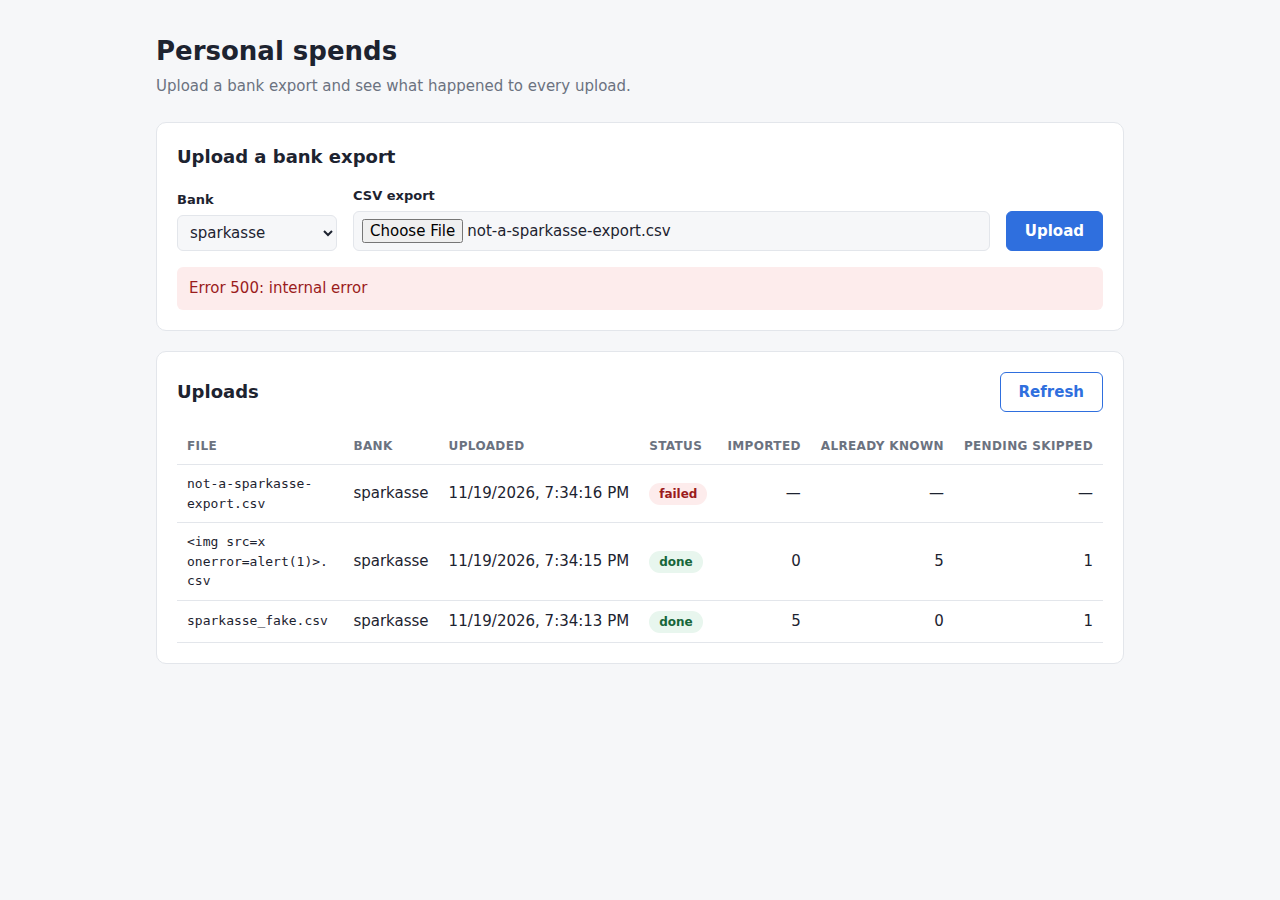 Personal spends
Upload a bank export and see what happened to every upload.
Upload a bank export
Bank
CSV export
sparkasse
Choose File not-a-sparkasse-export.csv
Upload
Error 500: internal error
Uploads
Refresh
FILE BANK UPLOADED STATUS IMPORTED ALREADY KNOWN PENDING SKIPPED
not-a-sparkasse-
export.csv
sparkasse 11/19/2026, 7:34:16 PM failed — — —
<img src=x
onerror=alert(1)>.
csv
sparkasse 11/19/2026, 7:34:15 PM done 0 5 1
sparkasse_fake.csv sparkasse 11/19/2026, 7:34:13 PM done 5 0 1